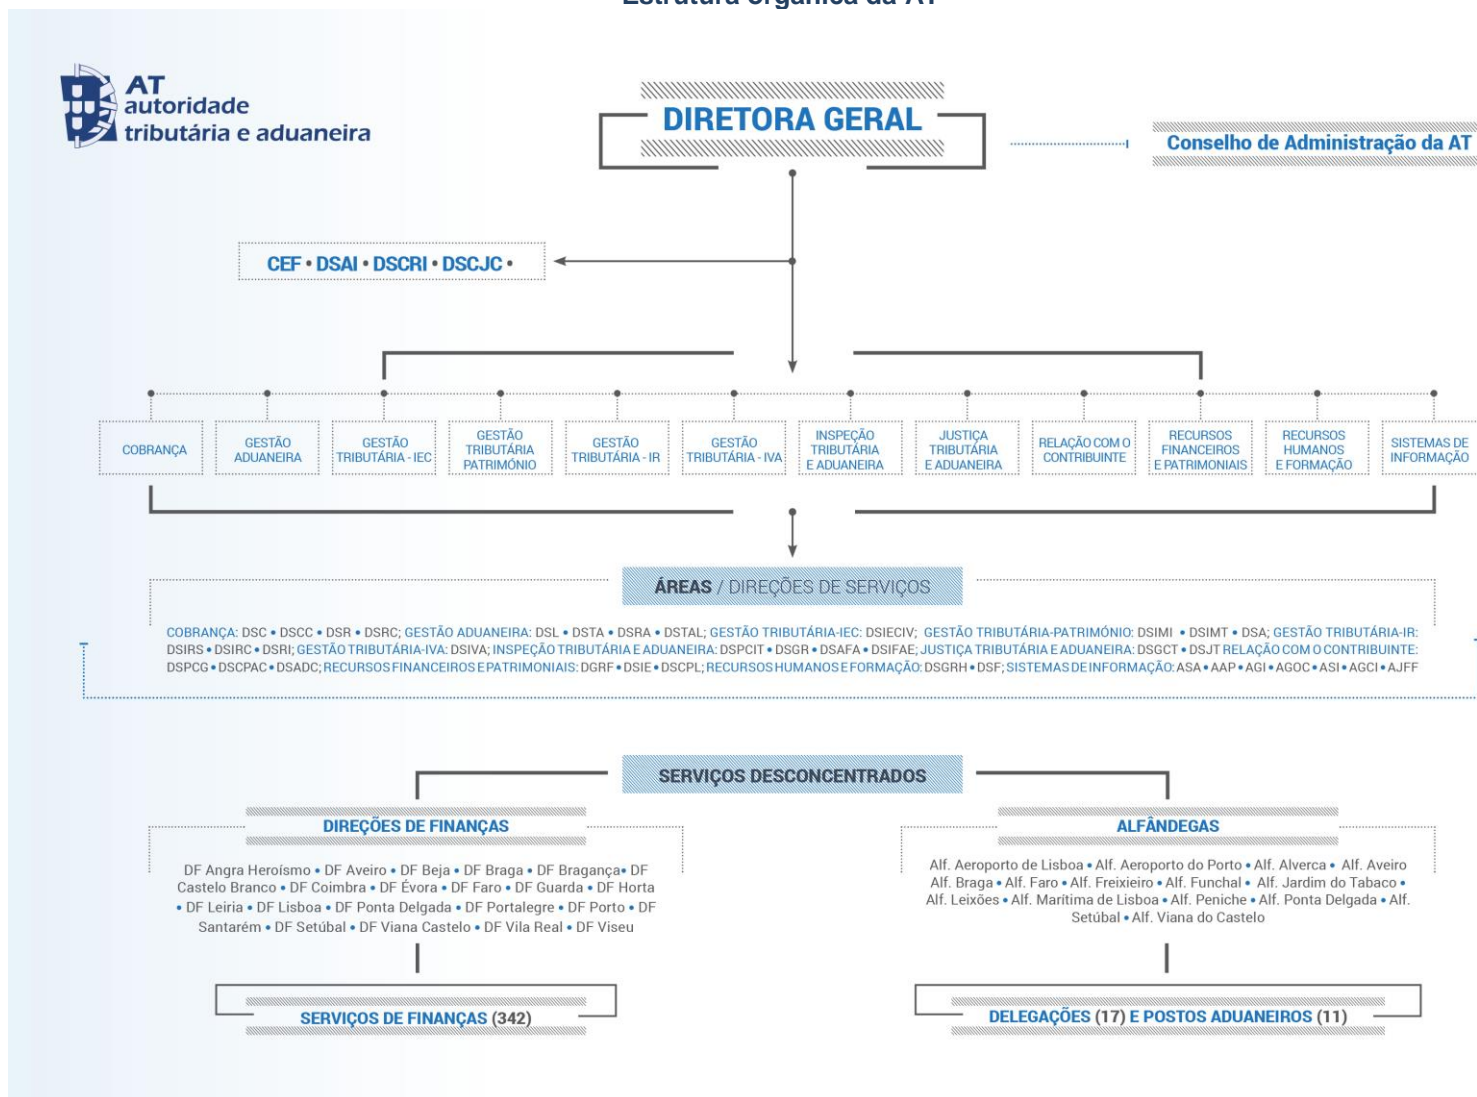 Estrutura orgânica da AT
AT
autoridade
tributária e aduaneira
DIRETORA GERAL
Conselho de Administração da AT
CEF • DSAI • DSCRI • DSCJC •
COBRANÇA
GESTÃO
ADUANEIRA
GESTÃO
TRIBUTÁRIA - IEC
GESTÃO
TRIBUTÁRIA
PATRIMÓNIO
GESTÃO
TRIBUTÁRIA - IR
GESTÃO
TRIBUTÁRIA - IVA
INSPEÇÃO
TRIBUTÁRIA
E ADUANEIRA
JUSTIÇA
TRIBUTÁRIA
E ADUANEIRA
RELAÇÃO COM O
CONTRIBUINTE
RECURSOS
FINANCEIROS
E PATRIMONIAIS
RECURSOS
HUMANOS
E FORMAÇÃO
SISTEMAS DE
INFORMAÇÃO
ÁREAS / DIREÇÕES DE SERVIÇOS
COBRANÇA: DSC • DSCC • DSR • DSRC; GESTÃO ADUANEIRA: DSL • DSTA • DSRA • DSTAL; GESTÃO TRIBUTÁRIA-IEC: DSIECIV; GESTÃO TRIBUTÁRIA-PATRIMÓNIO: DSIMI • DSIMT • DSA; GESTÃO TRIBUTÁRIA-IR:
DSIRS • DSIRC • DSRI; GESTÃO TRIBUTÁRIA-IVA: DSIVA; INSPEÇÃO TRIBUTÁRIA E ADUANEIRA: DSPCIT • DSGR • DSAFA • DSIFAE; JUSTIÇA TRIBUTÁRIA E ADUANEIRA: DSGCT • DSJT RELAÇÃO COM O CONTRIBUINTE:
DSPCG • DSCPAC • DSADC; RECURSOS FINANCEIROS E PATRIMONIAIS: DGRF • DSIE • DSCPL; RECURSOS HUMANOS E FORMAÇÃO: DSGRH • DSF; SISTEMAS DE INFORMAÇÃO: ASA • AAP • AGI • AGOC • ASI • AGCI • AJFF
SERVIÇOS DESCONCENTRADOS
DIREÇÕES DE FINANÇAS
DF Angra Heroísmo • DF Aveiro • DF Beja • DF Braga • DF Bragança • DF
Castelo Branco • DF Coimbra • DF Évora • DF Faro • DF Guarda • DF Horta
• DF Leiria • DF Lisboa • DF Ponta Delgada • DF Portalegre • DF Porto • DF
Santarém • DF Setúbal • DF Viana Castelo • DF Vila Real • DF Viseu
SERVIÇOS DE FINANÇAS (342)
ALFÂNDEGAS
Alf. Aeroporto de Lisboa • Alf. Aeroporto do Porto • Alf. Alverca • Alf. Aveiro
Alf. Braga • Alf. Faro • Alf. Freixieiro • Alf. Funchal • Alf. Jardim do Tabaco •
Alf. Leixões • Alf. Marítima de Lisboa • Alf. Peniche • Alf. Ponta Delgada • Alf.
Setúbal • Alf. Viana do Castelo
DELEGAÇÕES (17) E POSTOS ADUANEIROS (11)